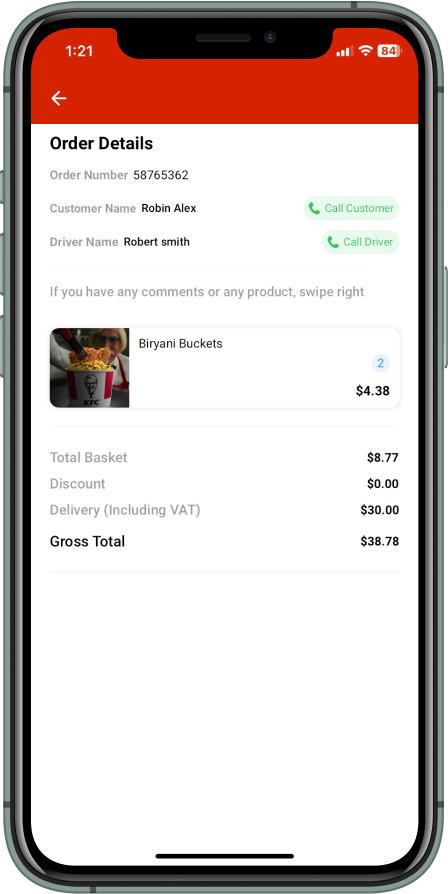 1:21
84
Order Details
Order Number 58765362
Customer Name Robin Alex
Call Customer
Driver Name Robert smith
Call Driver
If you have any comments or any product, swipe right
Biryani Buckets
2
$4.38
KFC
Total Basket $8.77
Discount $0.00
Delivery (Including VAT) $30.00
Gross Total $38.78